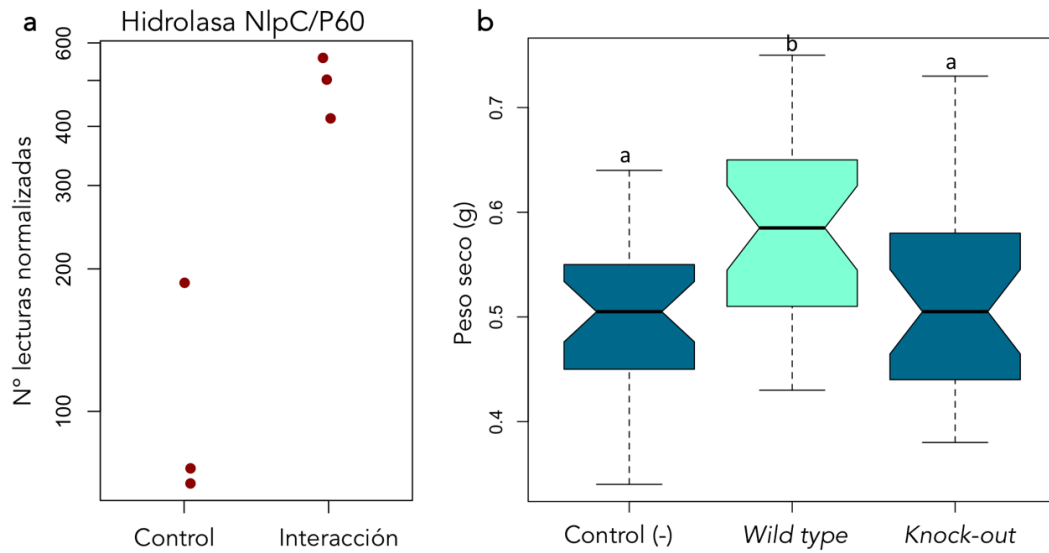 a
Hidrolasa NlpC/P60
N° lecturas normalizadas
600
400
300
200
100
Control
Interacción
b
Peso seco (g)
0.7
0.6
0.5
0.4
a
b
a
Control (-)
Wild type
Knock-out